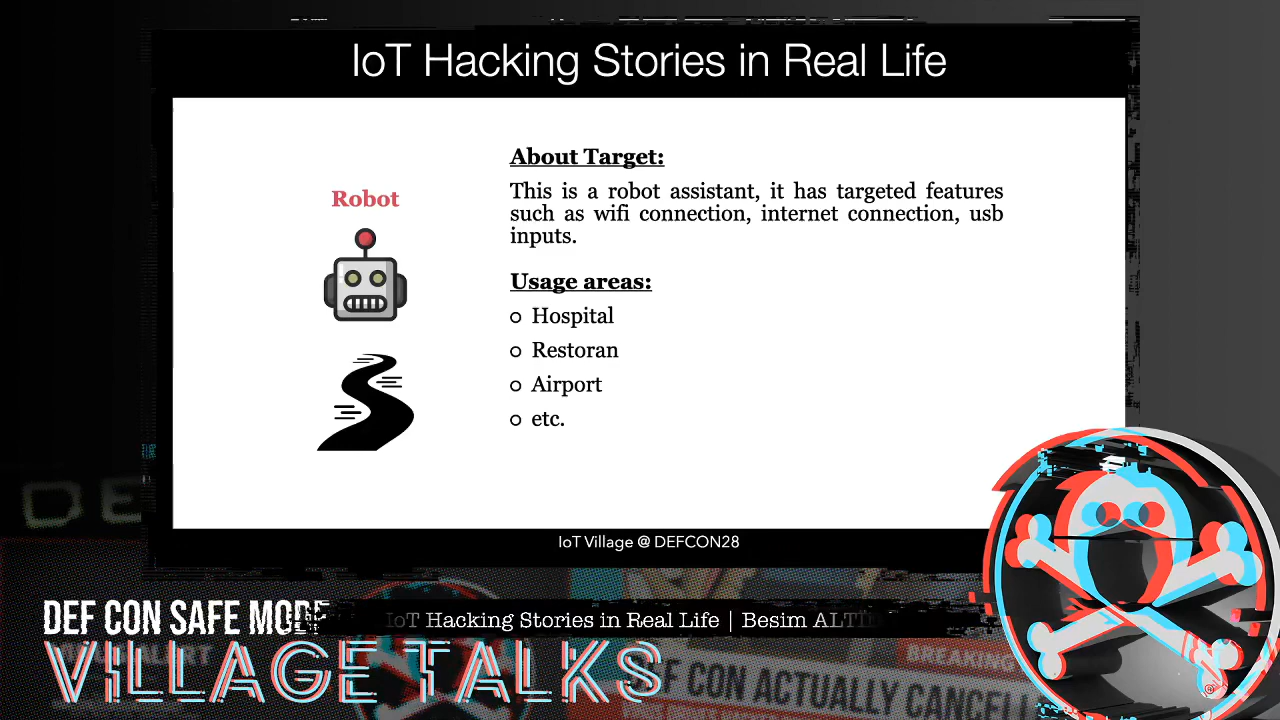 IoT Hacking Stories in Real Life
Robot
About Target:
This is a robot assistant, it has targeted features
such as wifi connection, internet connection, usb
inputs.
Usage areas:
Hospital
Restoran
Airport
etc.
IoT Village @ DEFCON28
DEF CON SAFE MODE
IoT Hacking Stories in Real Life | Besim ALTIN
VILLAGE TALKS
BREAKING
DEF CON ACTUALLY CANCELL